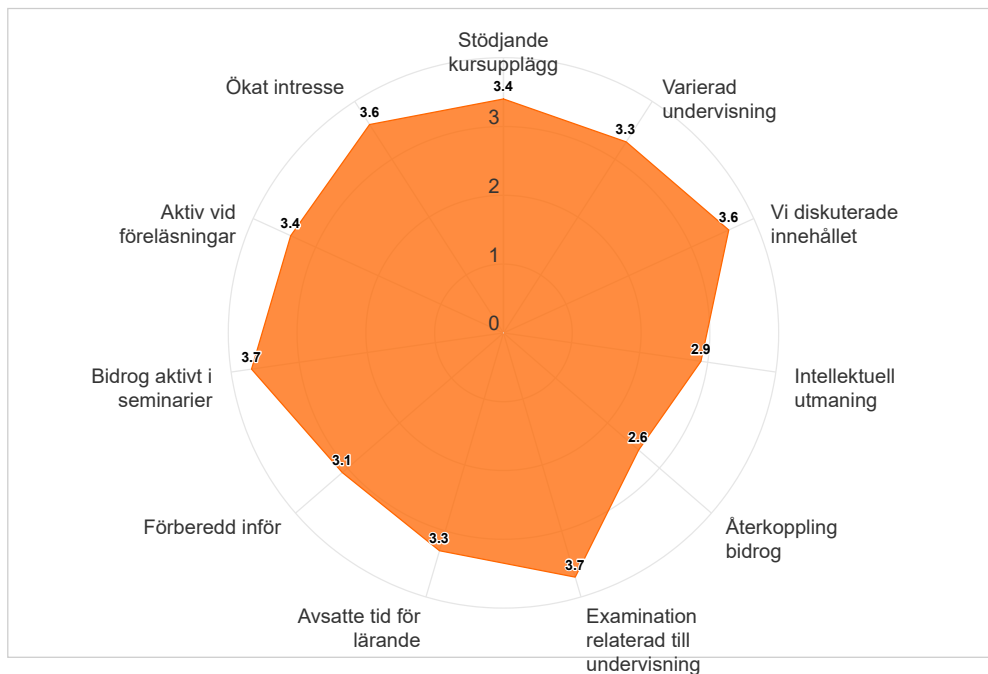 Stödjande
kursupplägg
3.4
Ökat intresse
3.6
Varierad
undervisning
3.3
3
2
1
0
Aktiv vid
föreläsningar
3.4
Vi diskuterade
innehållet
3.6
Bidrog aktivt i
seminarier
3.7
Intellektuell
utmaning
2.9
Förberedd inför
3.1
Återkoppling
bidrog
2.6
Avsatte tid för
lärande
3.3
Examination
relaterad till
undervisning
3.7